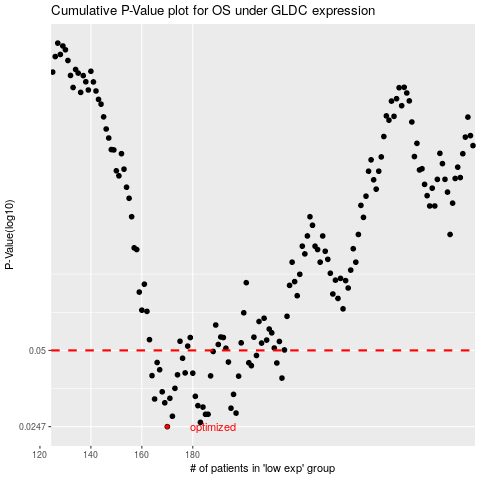 Cumulative P-Value plot for OS under GLDC expression
P-Value(log10)
0.05
0.0247
optimized
120 140 160 180
# of patients in 'low exp' group